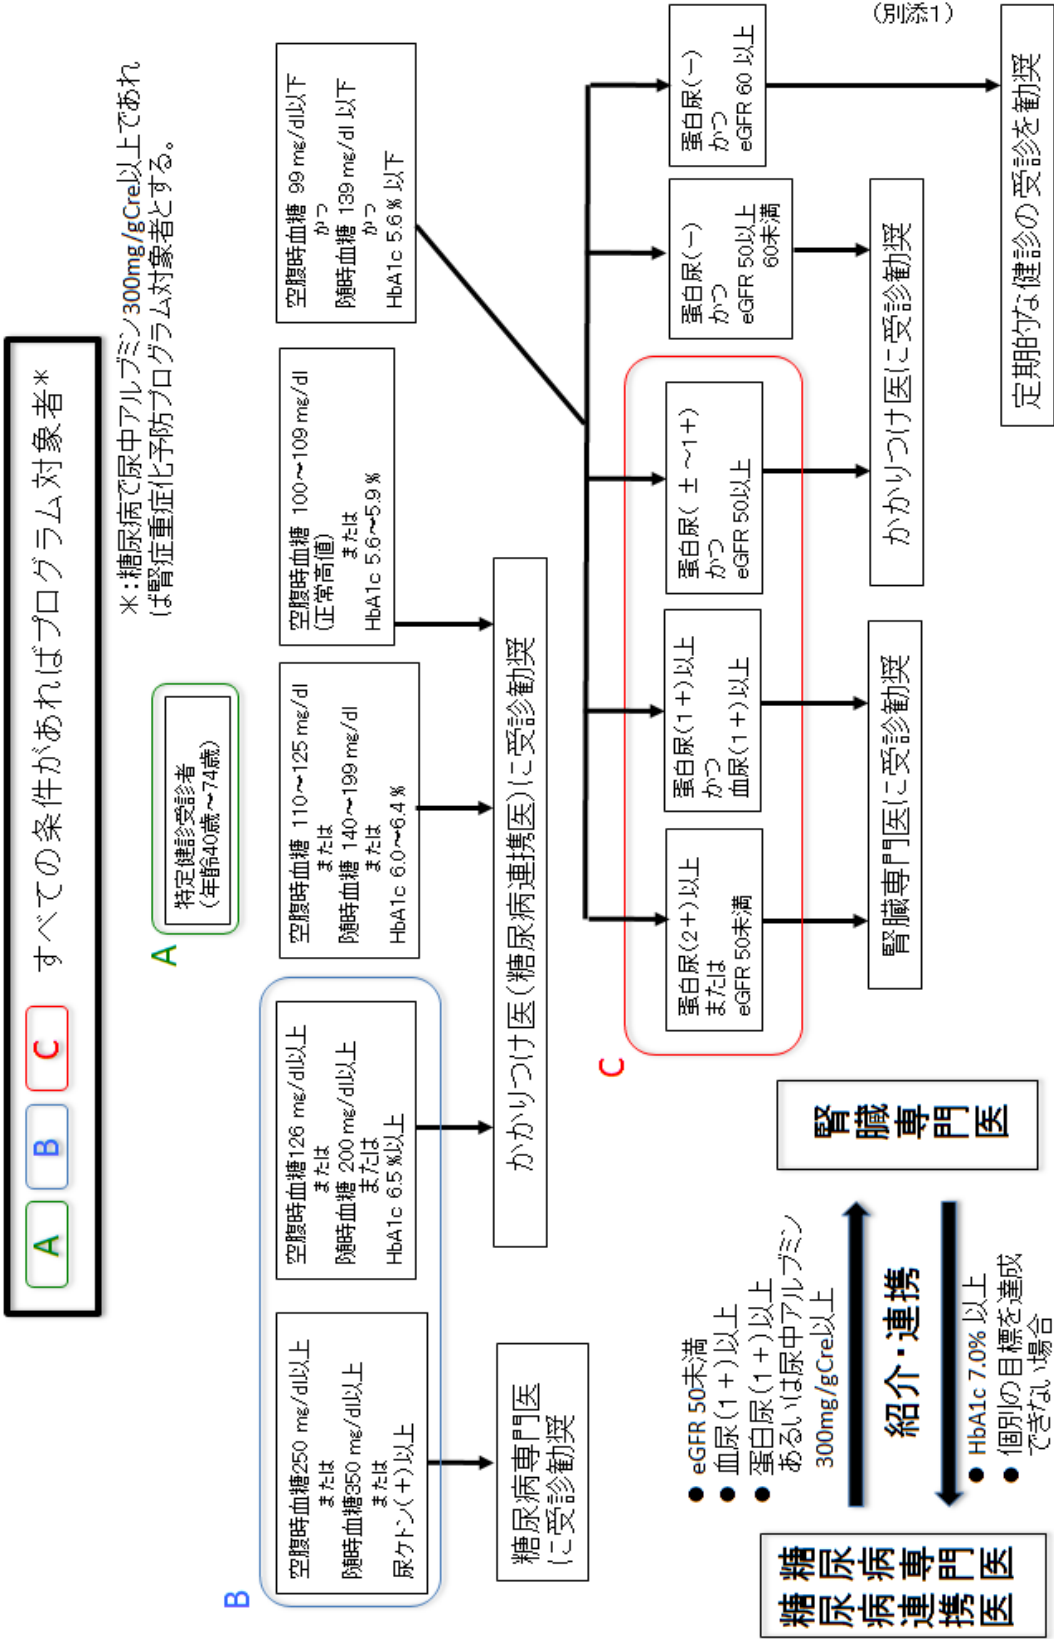 A B C すべての条件があればプログラム対象者*
*:糖尿病で尿中アルブミン300mg/gCre以上であれ
ば腎症重症化予防プログラム対象者とする。
A
特定健診受診者
(年齢40歳~74歳)
B
空腹時血糖250 mg/dl以上
または
随時血糖350 mg/dl以上
または
尿ケトン(+)以上
空腹時血糖126 mg/dl以上
または
随時血糖 200 mg/dl以上
または
HbA1c 6.5 %以上
空腹時血糖 110~125 mg/dl
または
随時血糖 140~199 mg/dl
または
HbA1c 6.0~6.4 %
空腹時血糖 100~109 mg/dl
(正常高値)
または
HbA1c 5.6~5.9 %
空腹時血糖 99 mg/dl以下
かつ
随時血糖 139 mg/dl 以下
かつ
HbA1c 5.6 % 以下
糖尿病専門医
に受診勧奨
かかりつけ医(糖尿病連携医)に受診勧奨
C
蛋白尿(2+)以上
または
eGFR 50未満
蛋白尿(1+)以上
かつ
血尿(1+)以上
蛋白尿( ± ~1+)
かつ
eGFR 50以上
蛋白尿(-)
かつ
eGFR 50以上
60未満
蛋白尿(-)
かつ
eGFR 60 以上
腎臓専門医に受診勧奨
かかりつけ医に受診勧奨
定期的な健診の受診を勧奨
糖尿病専門医
糖尿病連携医
● eGFR 50未満
● 血尿(1+)以上
● 蛋白尿(1+)以上
あるいは尿中アルブミン
300mg/gCre以上
紹介・連携
● HbA1c 7.0% 以上
● 個別の目標を達成
できない場合
腎臓専門医
(別添1)